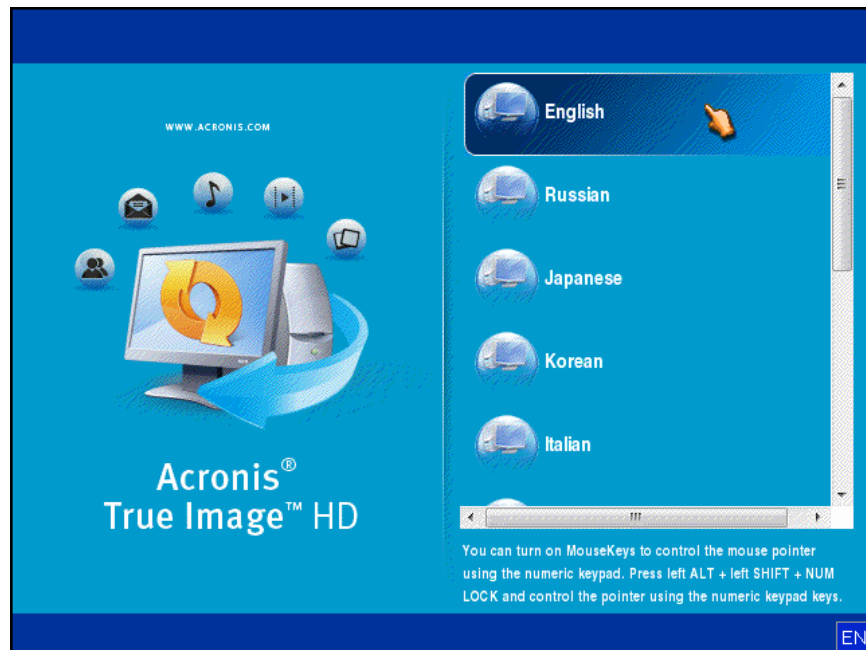 WWW.ACRONIS.COM
Acronis®
True Image™ HD
English
Russian
Japanese
Korean
Italian
You can turn on MouseKeys to control the mouse pointer
using the numeric keypad. Press left ALT + left SHIFT + NUM
LOCK and control the pointer using the numeric keypad keys.
EN